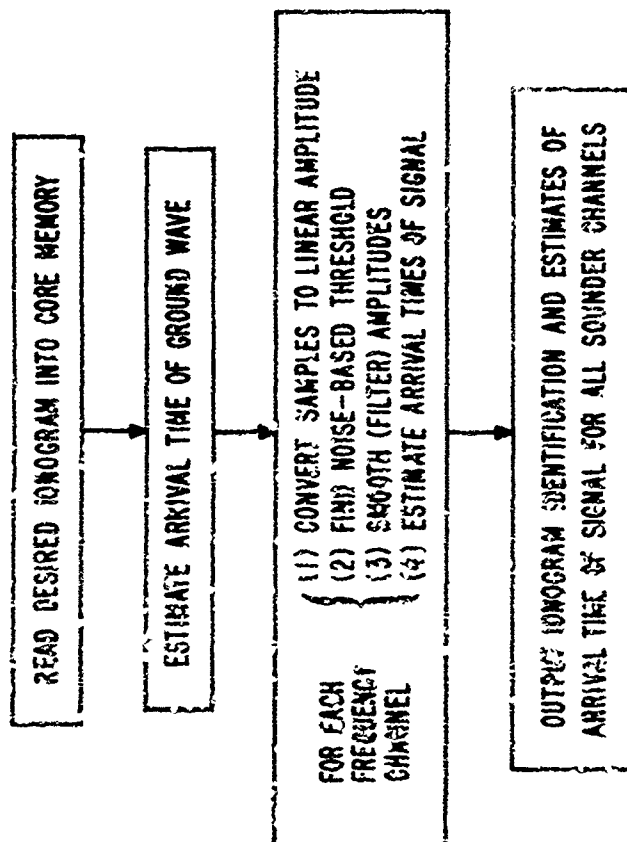 READ DESIRED IONOGRAM INTO CORE MEMORY
ESTIMATE ARRIVAL TIME OF GROUND WAVE
FOR EACH
FREQUENCY
CHANNEL
(1) CONVERT SAMPLES TO LINEAR AMPLITUDE
(2) FIND NOISE-BASED THRESHOLD
(3) SMOOTH (FILTER) AMPLITUDES
(4) ESTIMATE ARRIVAL TIMES OF SIGNAL
OUTPUT IONOGRAM IDENTIFICATION AND ESTIMATES OF
ARRIVAL TIME OF SIGNAL FOR ALL SOUNDER CHANNELS